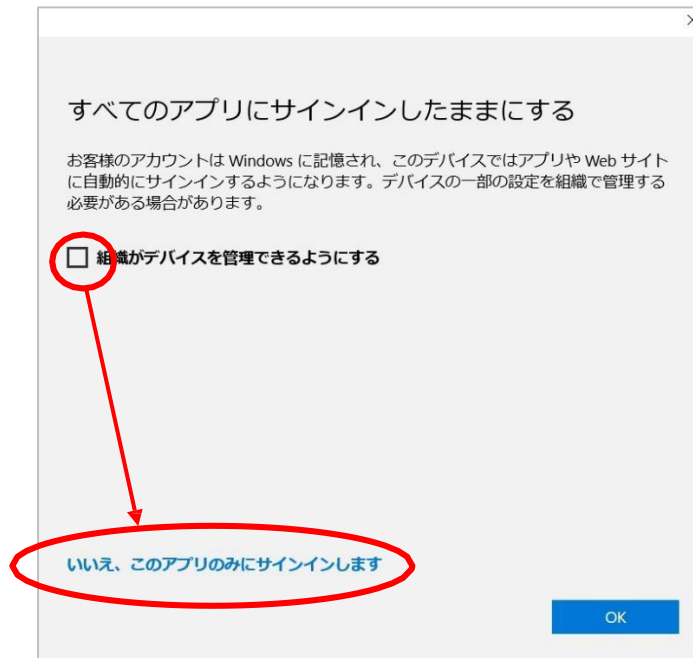 すべてのアプリにサインインしたままにする
お客様のアカウントは Windows に記憶され、このデバイスではアプリや Web サイト
に自動的にサインインするようになります。デバイスの一部の設定を組織で管理する
必要がある場合があります。
組織がデバイスを管理できるようにする
いいえ、このアプリのみにサインインします
OK